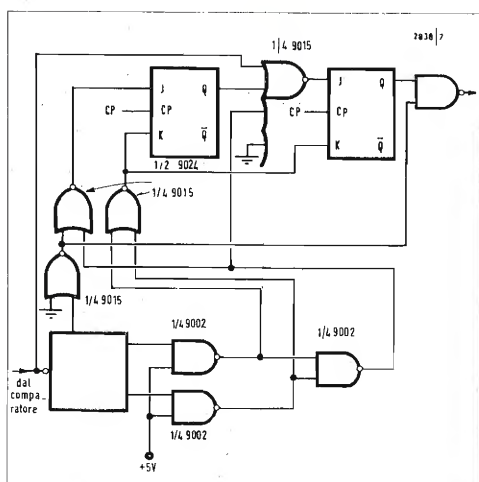 2838/7
1/4 9015
J
Q
CP
CP
K
Q̅
1/2 9024
J
Q
CP
CP
K
Q̅
1/4 9015
1/4 9015
1/4 9002
1/4 9002
dal
compa_
ratore
1/4 9002
+5V